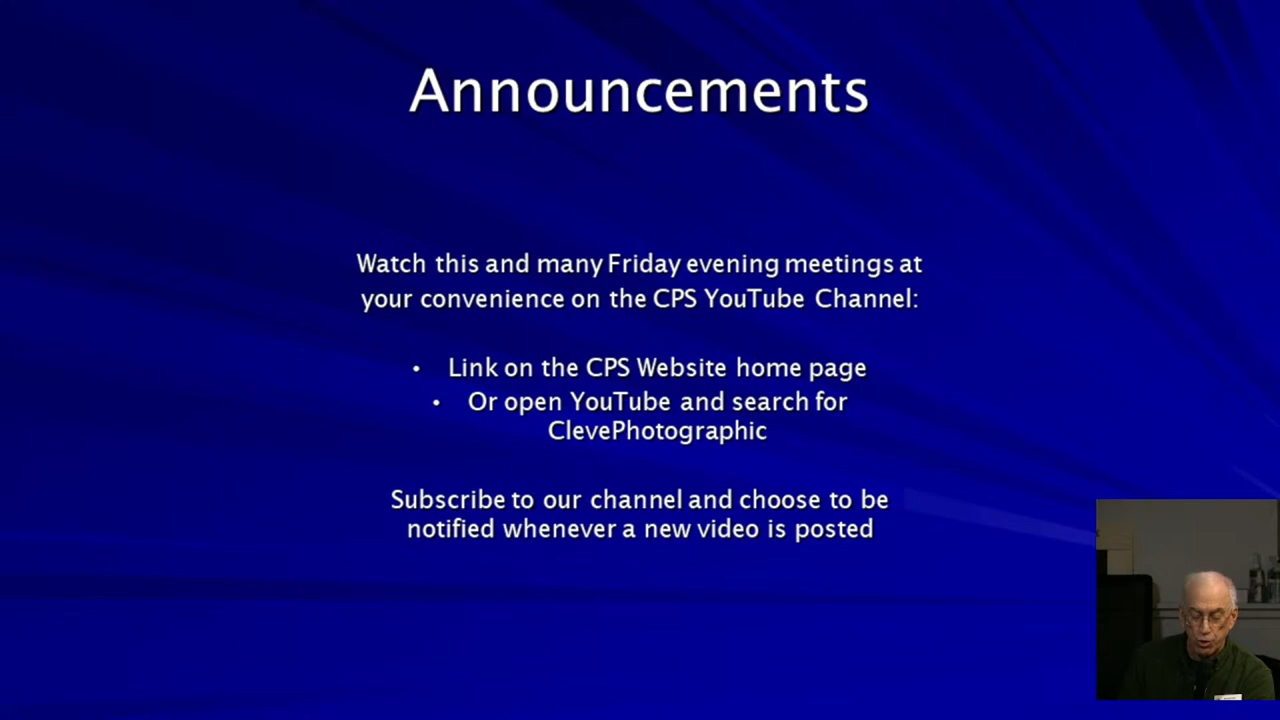 Announcements
Watch this and many Friday evening meetings at
your convenience on the CPS YouTube Channel:
• Link on the CPS Website home page
• Or open YouTube and search for
ClevePhotographic
Subscribe to our channel and choose to be
notified whenever a new video is posted